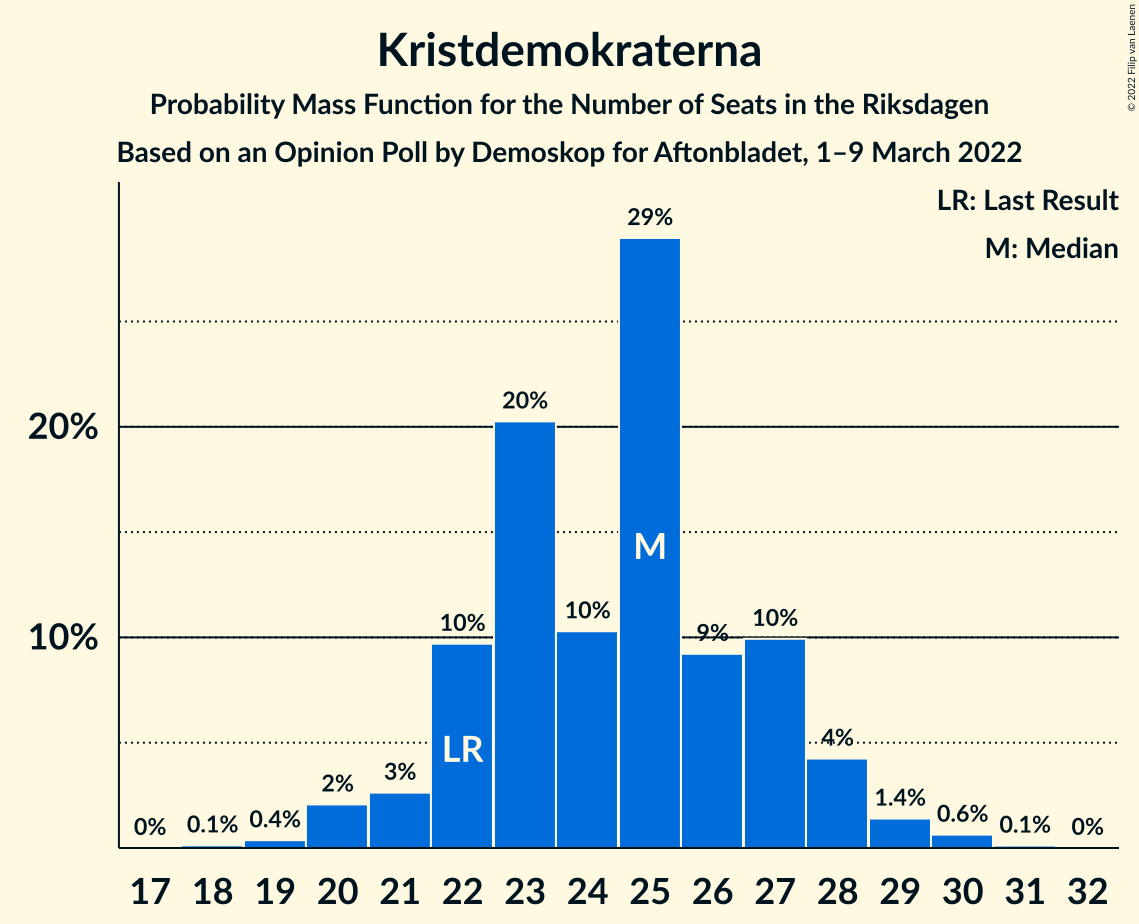 Kristdemokraterna
Probability Mass Function for the Number of Seats in the Riksdagen
Based on an Opinion Poll by Demoskop for Aftonbladet, 1–9 March 2022
© 2022 Filip van Laenen
LR: Last Result
M: Median
29%
20%
20%
M
10%
10%
9%
10%
10%
LR
4%
3%
2%
1.4%
0.6%
0%
0.1%
0.4%
0.1%
0%
17 18 19 20 21 22 23 24 25 26 27 28 29 30 31 32